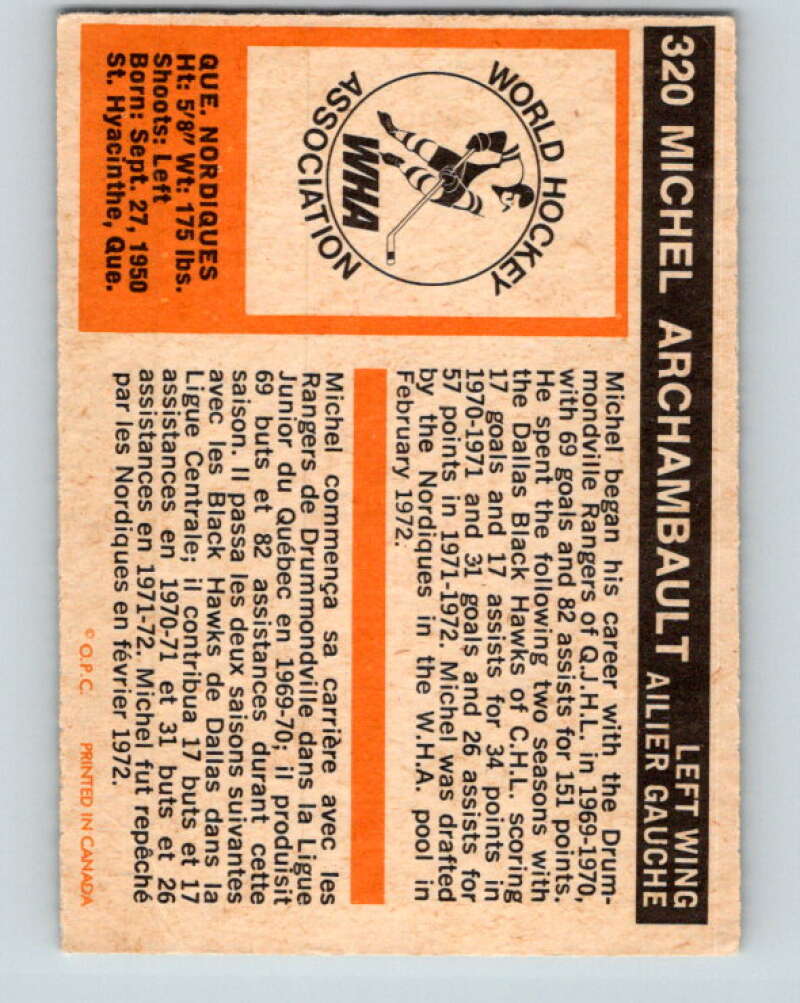 320 MICHEL ARCHAMBAULT
LEFT WING
AILIER GAUCHE
WORLD HOCKEY
ASSOCIATION
WHA
QUE. NORDIQUES
Ht: 5'8" Wt: 175 lbs.
Shoots: Left
Born: Sept. 27, 1950
St. Hyacinthe, Que.
Michel began his career with the Drum-
mondville Rangers of Q.J.H.L. in 1969-1970,
with 69 goals and 82 assists for 151 points.
He spent the following two seasons with
the Dallas Black Hawks of C.H.L. scoring
17 goals and 17 assists for 34 points in
1970-1971 and 31 goals and 26 assists for
57 points in 1971-1972. Michel was drafted
by the Nordiques in the W.H.A. pool in
February 1972.
Michel commença sa carrière avec les
Rangers de Drummondville dans la Ligue
Junior du Québec en 1969-70; il produisit
69 buts et 82 assistances durant cette
saison. Il passa les deux saisons suivantes
avec les Black Hawks de Dallas dans la
Ligue Centrale; il contribua 17 buts et 17
assistances en 1970-71 et 31 buts et 26
assistances en 1971-72. Michel fut repêché
par les Nordiques en février 1972.
© O.P.C. PRINTED IN CANADA